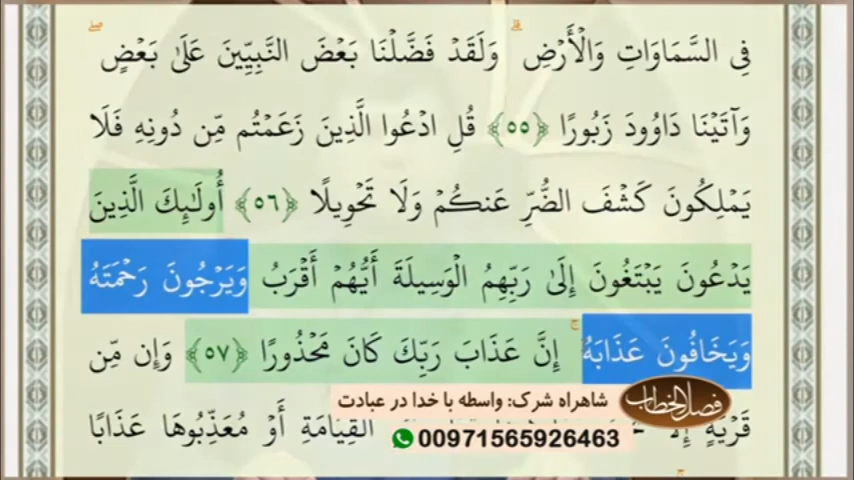 فِي السَّمَاوَاتِ وَالْأَرْضِ ۗ وَلَقَدْ فَضَّلْنَا بَعْضَ النَّبِيِّينَ عَلَىٰ بَعْضٍ ۖ
وَآتَيْنَا دَاوُودَ زَبُورًا ﴿٥٥﴾ قُلِ ادْعُوا الَّذِينَ زَعَمْتُم مِّن دُونِهِ فَلَا
يَمْلِكُونَ كَشْفَ الضُّرِّ عَنكُمْ وَلَا تَحْوِيلًا ﴿٥٦﴾ أُولَـٰئِكَ الَّذِينَ
يَدْعُونَ يَبْتَغُونَ إِلَىٰ رَبِّهِمُ الْوَسِيلَةَ أَيُّهُمْ أَقْرَبُ وَيَرْجُونَ رَحْمَتَهُ
وَيَخَافُونَ عَذَابَهُ ۚ إِنَّ عَذَابَ رَبِّكَ كَانَ مَحْذُورًا ﴿٥٧﴾ وَإِن مِّن
فصل الخطاب
شاهراه شرک: واسطه با خدا در عبادت
قَرْيَةٍ الْقِيَامَةِ أَوْ مُعَذِّبُوهَا عَذَابًا
00971565926463